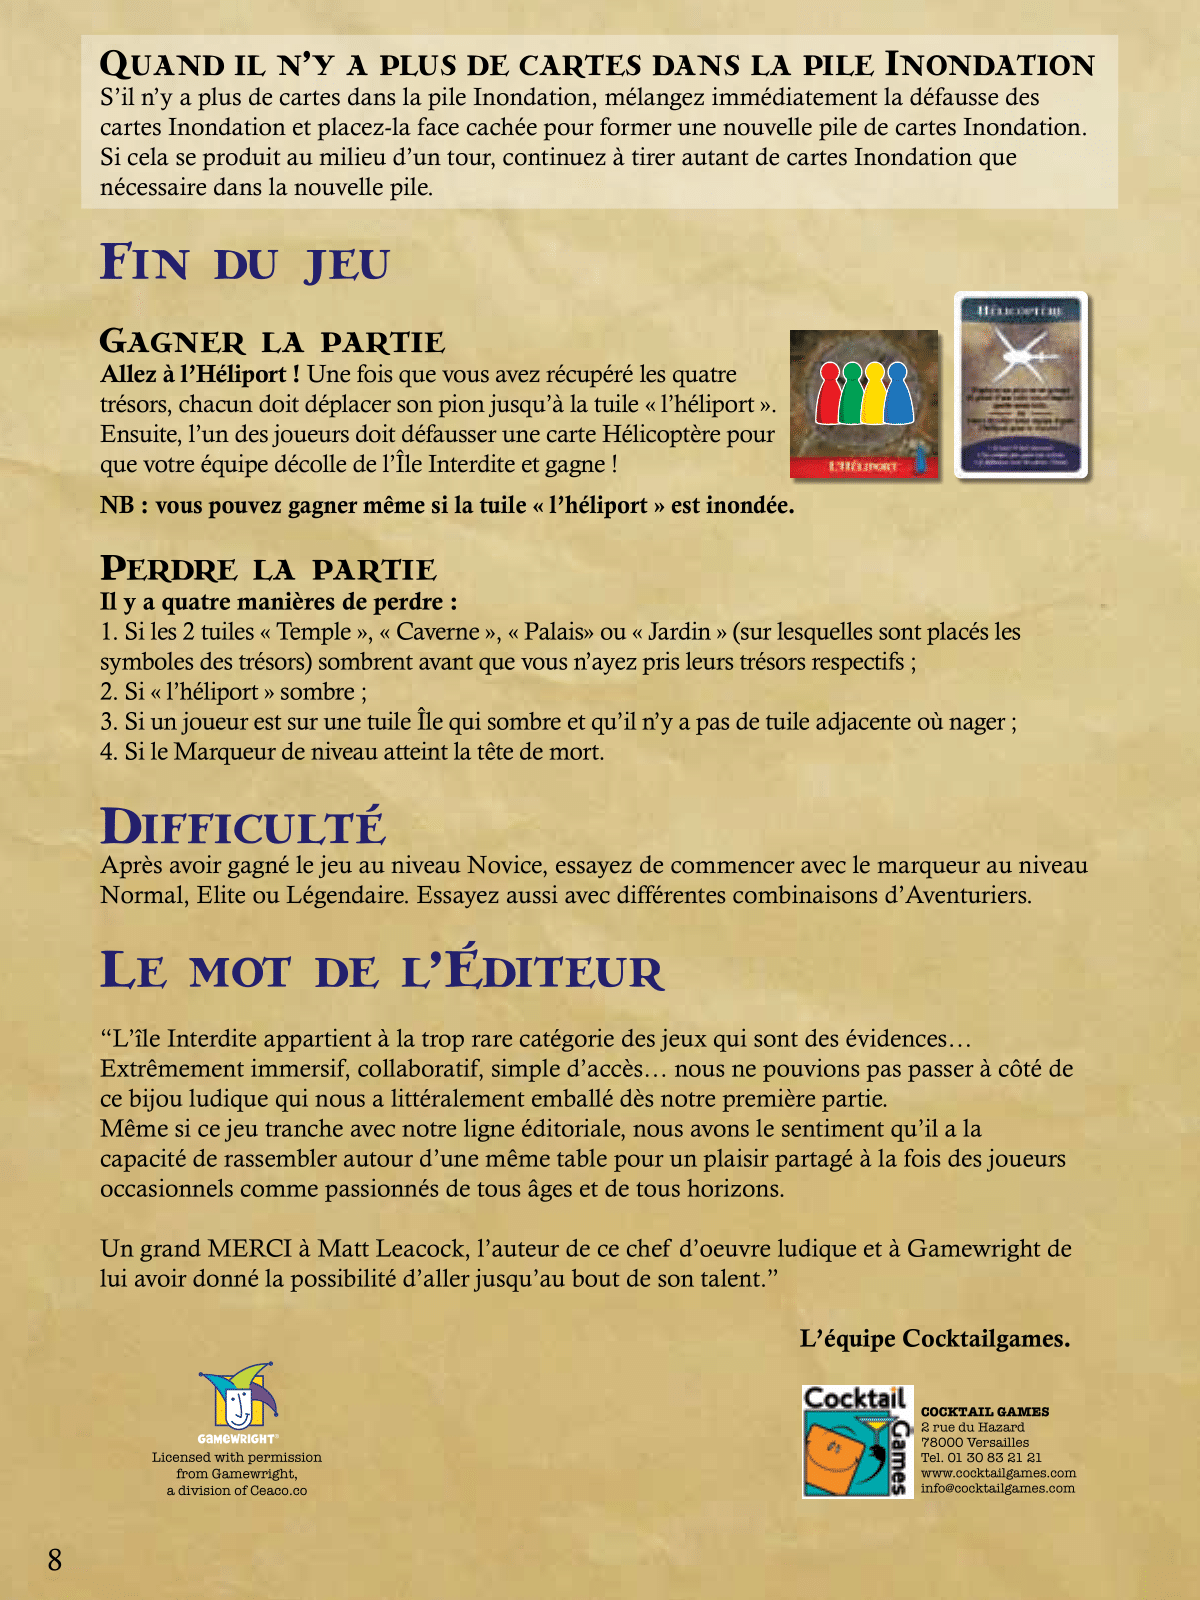 Quand il n’y a plus de cartes dans la pile Inondation
S’il n’y a plus de cartes dans la pile Inondation, mélangez immédiatement la défausse des
cartes Inondation et placez-la face cachée pour former une nouvelle pile de cartes Inondation.
Si cela se produit au milieu d’un tour, continuez à tirer autant de cartes Inondation que
nécessaire dans la nouvelle pile.
Fin du jeu
Gagner la partie
Allez à l’Héliport ! Une fois que vous avez récupéré les quatre
trésors, chacun doit déplacer son pion jusqu’à la tuile « l’héliport ».
Ensuite, l’un des joueurs doit défausser une carte Hélicoptère pour
que votre équipe décolle de l’Île Interdite et gagne !
NB : vous pouvez gagner même si la tuile « l’héliport » est inondée.
L’Héliport
Hélicoptère
Perdre la partie
Il y a quatre manières de perdre :
1. Si les 2 tuiles « Temple », « Caverne », « Palais» ou « Jardin » (sur lesquelles sont placés les
symboles des trésors) sombrent avant que vous n’ayez pris leurs trésors respectifs ;
2. Si « l’héliport » sombre ;
3. Si un joueur est sur une tuile Île qui sombre et qu’il n’y a pas de tuile adjacente où nager ;
4. Si le Marqueur de niveau atteint la tête de mort.
Difficulté
Après avoir gagné le jeu au niveau Novice, essayez de commencer avec le marqueur au niveau
Normal, Elite ou Légendaire. Essayez aussi avec différentes combinaisons d’Aventuriers.
Le mot de l’Éditeur
“L’île Interdite appartient à la trop rare catégorie des jeux qui sont des évidences…
Extrêmement immersif, collaboratif, simple d’accès… nous ne pouvions pas passer à côté de
ce bijou ludique qui nous a littéralement emballé dès notre première partie.
Même si ce jeu tranche avec notre ligne éditoriale, nous avons le sentiment qu’il a la
capacité de rassembler autour d’une même table pour un plaisir partagé à la fois des joueurs
occasionnels comme passionnés de tous âges et de tous horizons.
Un grand MERCI à Matt Leacock, l’auteur de ce chef d’oeuvre ludique et à Gamewright de
lui avoir donné la possibilité d’aller jusqu’au bout de son talent.”
L’équipe Cocktailgames.
GAMEWRIGHT®
Licensed with permission
from Gamewright,
a division of Ceaco.co
Cocktail
Games
COCKTAIL GAMES
2 rue du Hazard
78000 Versailles
Tel. 01 30 83 21 21
www.cocktailgames.com
info@cocktailgames.com
8